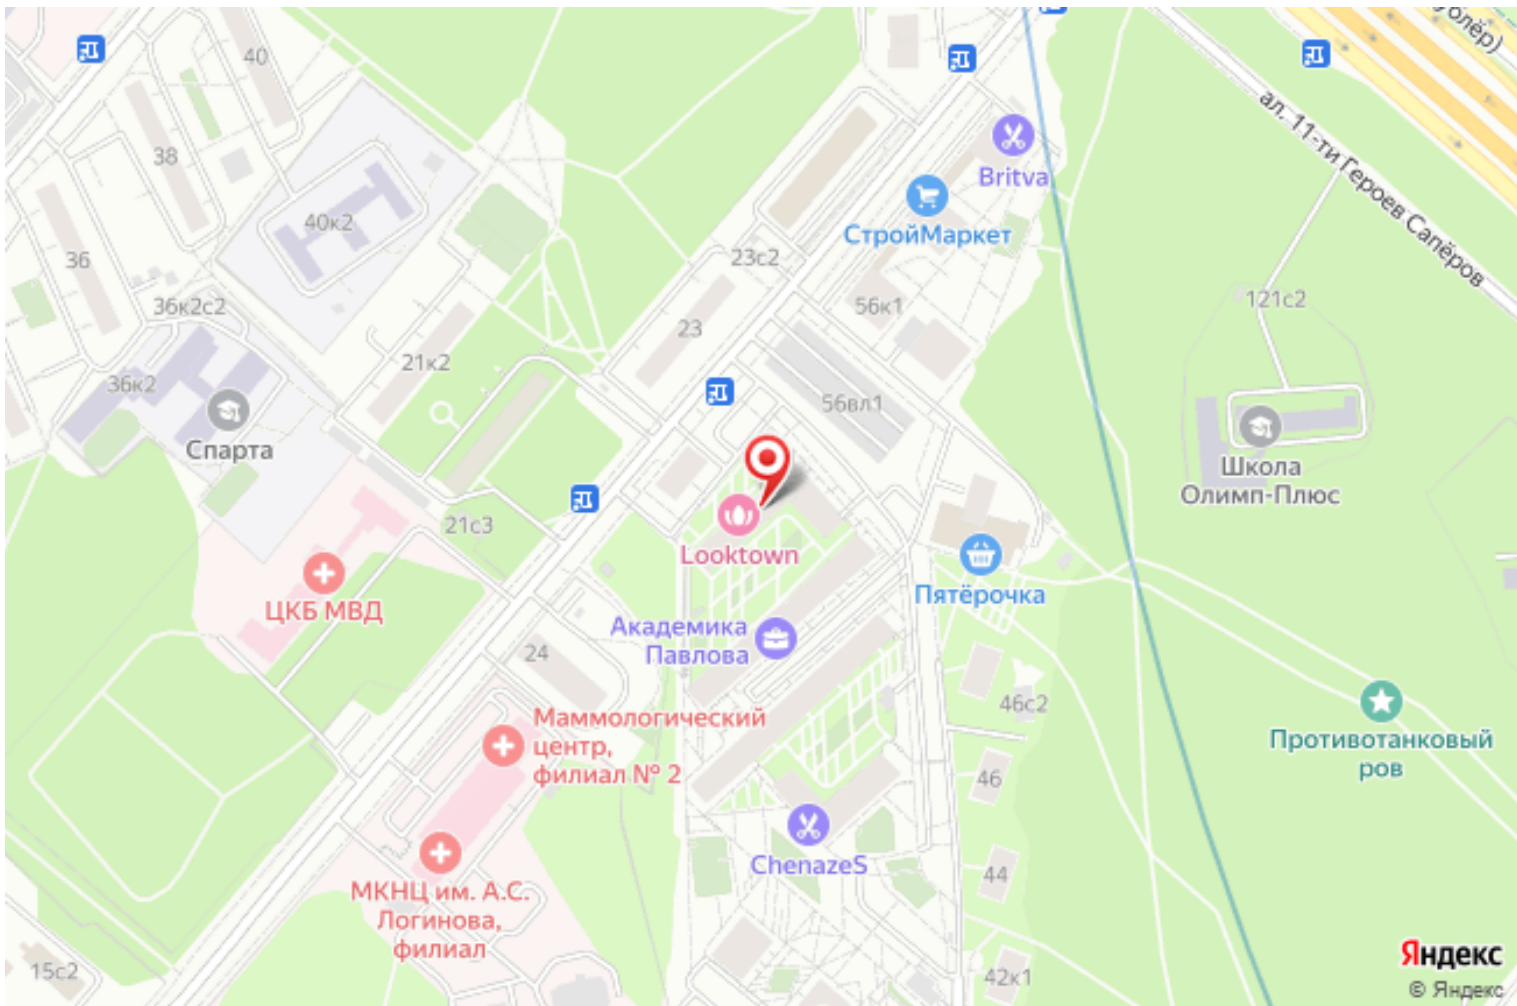 40
38
40к2
36
36к2с2
36к2
Спарта
21к2
23
23с2
Britva
СтройМаркет
56к1
56вл1
ал. 11-ти Героев Сапёров
121с2
Школа
Олимп-Плюс
21с3
ЦКБ МВД
Looktown
Пятёрочка
Академика
Павлова
24
46с2
Маммологический
центр,
филиал № 2
46
Противотанковый
ров
ChenazeS
44
МКНЦ им. А.С.
Логинова,
филиал
15с2
42к1
Яндекс
© Яндекс